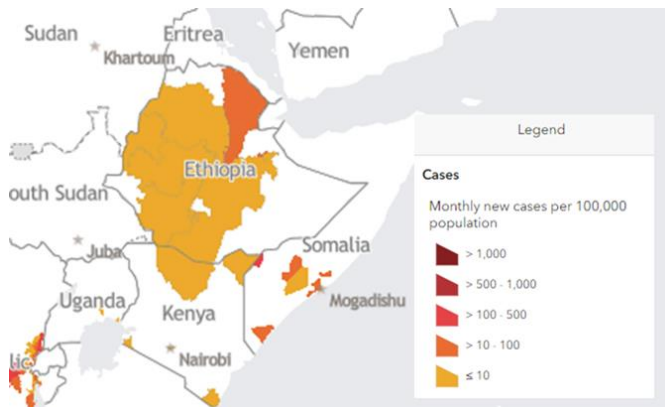 Sudan
Eritrea
Yemen
Khartoum
Ethiopia
outh Sudan
Juba
Somalia
Uganda
Kenya
Mogadishu
Nairobi
lic
Legend
Cases
Monthly new cases per 100,000
population
> 1,000
> 500 - 1,000
> 100 - 500
> 10 - 100
≤ 10